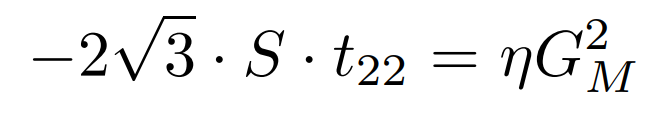 −2√3 · S · t₂₂ = ηG²_M